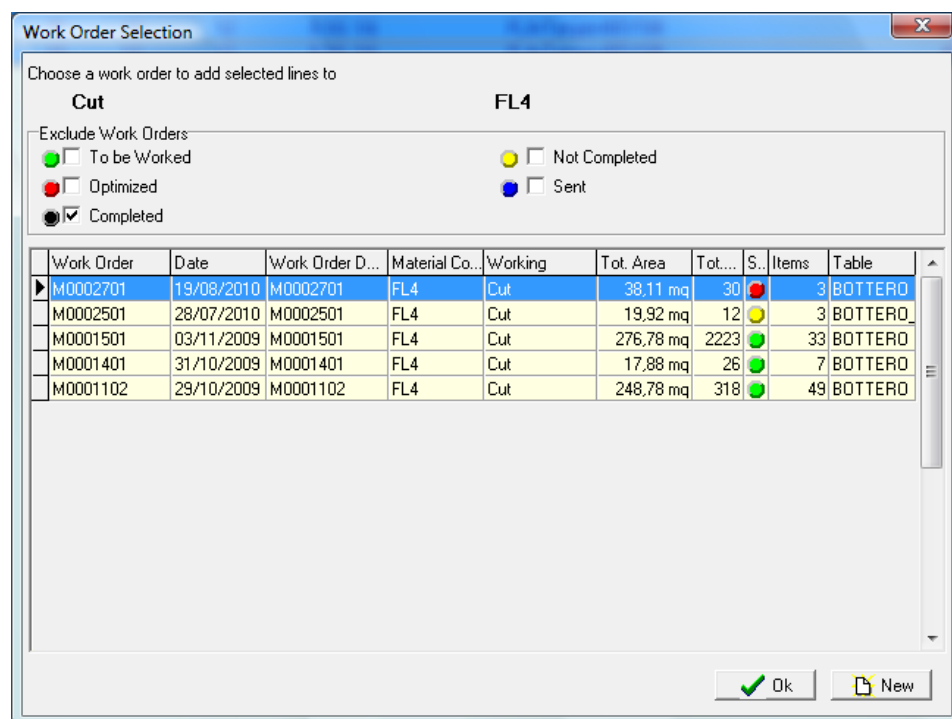 Work Order Selection
Choose a work order to add selected lines to
Cut FL4
Exclude Work Orders
To be Worked Not Completed
Optimized Sent
Completed
Work Order Date Work Order D... Material Co... Working Tot. Area Tot.... S.. Items Table
M0002701 19/08/2010 M0002701 FL4 Cut 38,11 mq 30 3 BOTTERO
M0002501 28/07/2010 M0002501 FL4 Cut 19,92 mq 12 3 BOTTERO_
M0001501 03/11/2009 M0001501 FL4 Cut 276,78 mq 2223 33 BOTTERO
M0001401 31/10/2009 M0001401 FL4 Cut 17,88 mq 26 7 BOTTERO
M0001102 29/10/2009 M0001102 FL4 Cut 248,78 mq 318 49 BOTTERO
Ok New